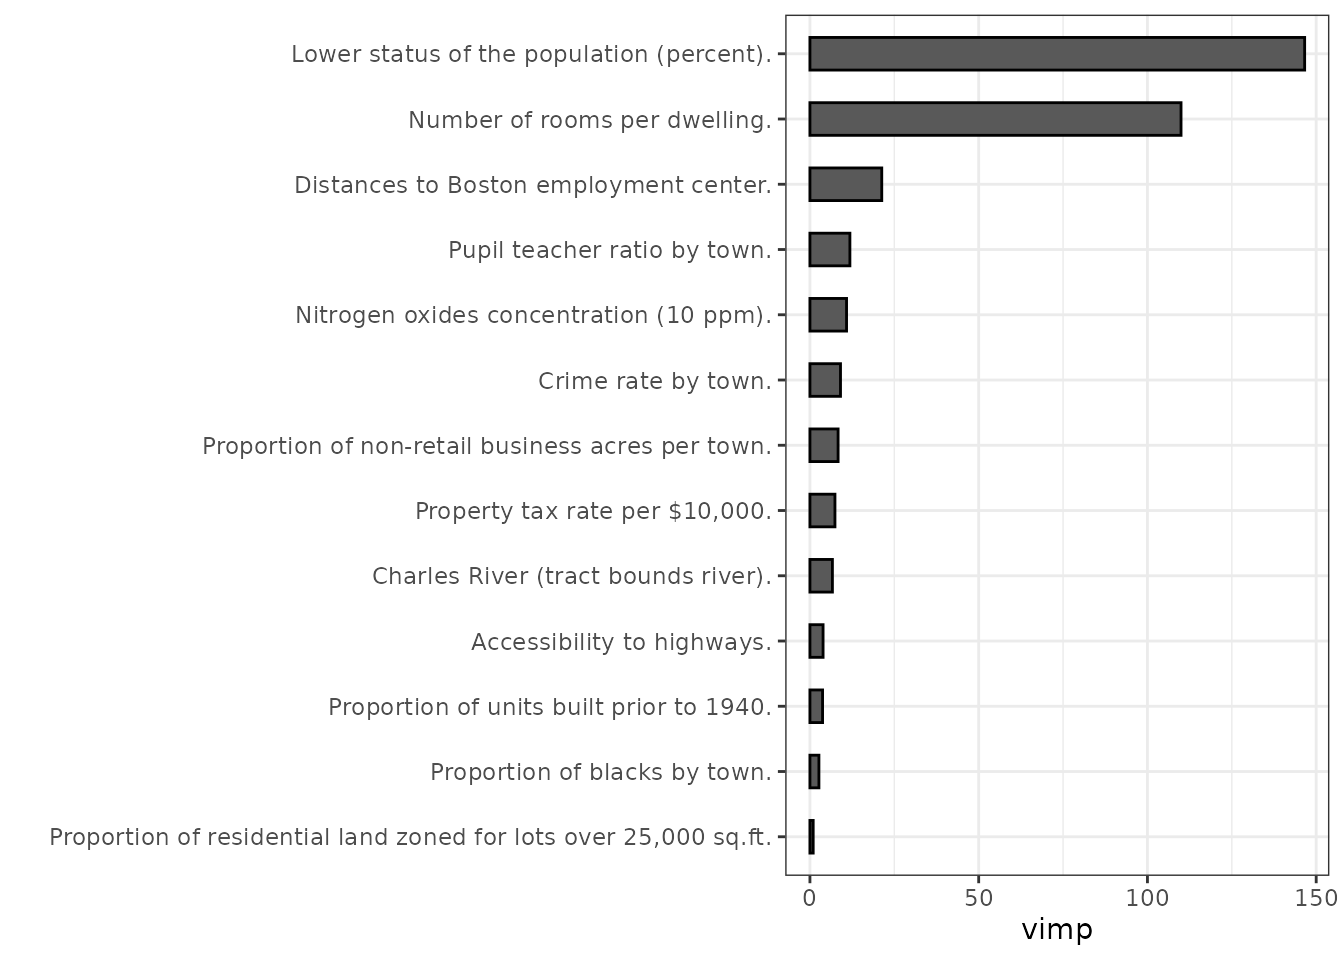 Lower status of the population (percent).
Number of rooms per dwelling.
Distances to Boston employment center.
Pupil teacher ratio by town.
Nitrogen oxides concentration (10 ppm).
Crime rate by town.
Proportion of non-retail business acres per town.
Property tax rate per $10,000.
Charles River (tract bounds river).
Accessibility to highways.
Proportion of units built prior to 1940.
Proportion of blacks by town.
Proportion of residential land zoned for lots over 25,000 sq.ft.
0 50 100 150
vimp